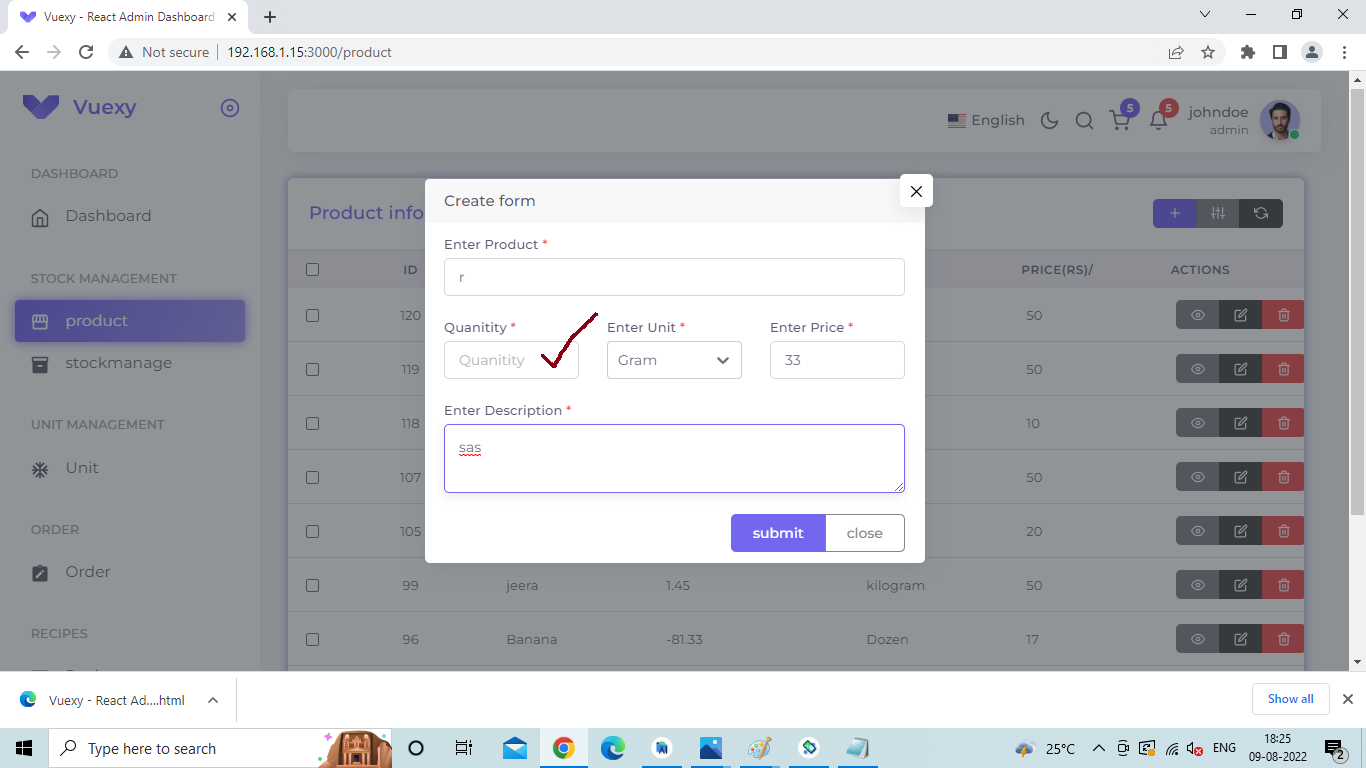 Vuexy - React Admin Dashboard
Not secure 192.168.1.15:3000/product
Vuexy
English 5 5 johndoe
admin
DASHBOARD
Dashboard
STOCK MANAGEMENT
product
stockmanage
UNIT MANAGEMENT
Unit
ORDER
Order
RECIPES
Product info
ID PRICE(RS)/ ACTIONS
120 50
119 50
118 10
107 50
105 20
99 jeera 1.45 kilogram 50
96 Banana -81.33 Dozen 17
Create form
Enter Product *
r
Quanitity * Enter Unit * Enter Price *
Quanitity Gram 33
Enter Description *
sas
submit close
Vuexy - React Ad....html Show all
Type here to search 25°C ENG 18:25
09-08-2022 2